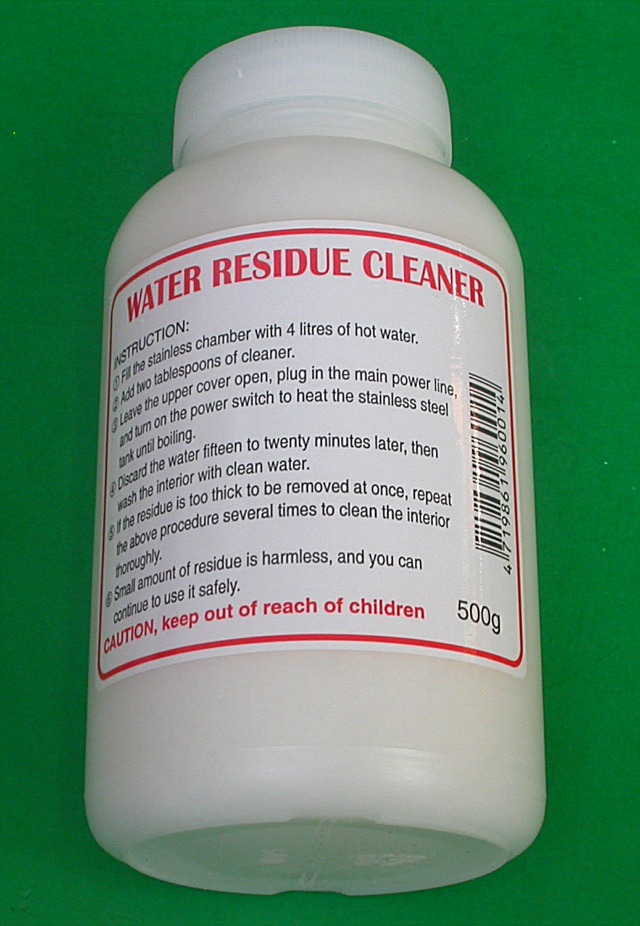 WATER RESIDUE CLEANER
INSTRUCTION:
① Fill the stainless chamber with 4 litres of hot water.
② Add two tablespoons of cleaner.
③ Leave the upper cover open, plug in the main power line,
and turn on the power switch to heat the stainless steel
tank until boiling.
④ Discard the water fifteen to twenty minutes later, then
wash the interior with clean water.
⑤ If the residue is too thick to be removed at once, repeat
the above procedure several times to clean the interior
thoroughly.
⑥ Small amount of residue is harmless, and you can
continue to use it safely.
CAUTION, keep out of reach of children
500g
4 719861 960014